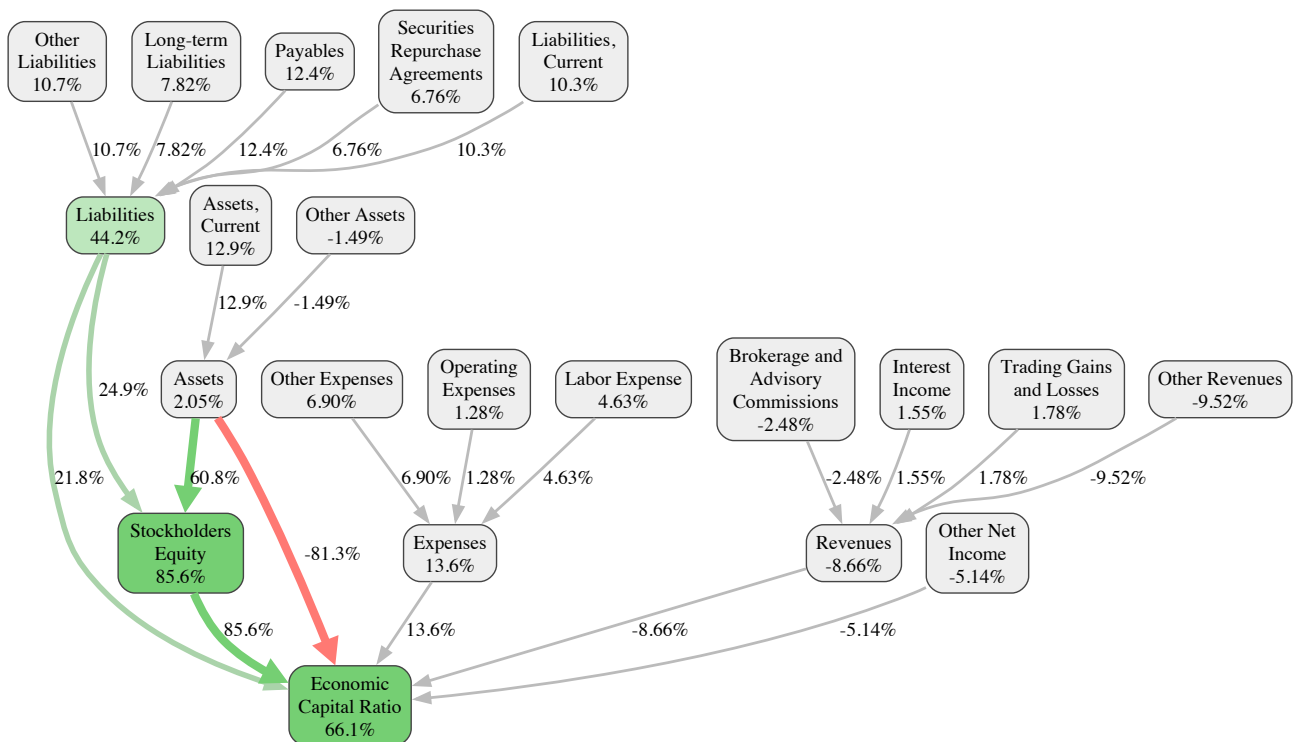 Other
Liabilities
10.7%
Long-term
Liabilities
7.82%
Payables
12.4%
Securities
Repurchase
Agreements
6.76%
Liabilities,
Current
10.3%
10.7%
7.82%
12.4%
6.76%
10.3%
Liabilities
44.2%
Assets,
Current
12.9%
Other Assets
-1.49%
12.9%
-1.49%
24.9%
Assets
2.05%
Other Expenses
6.90%
Operating
Expenses
1.28%
Labor Expense
4.63%
Brokerage and
Advisory
Commissions
-2.48%
Interest
Income
1.55%
Trading Gains
and Losses
1.78%
Other Revenues
-9.52%
21.8%
60.8%
6.90%
1.28%
4.63%
-2.48%
1.55%
1.78%
-9.52%
Stockholders
Equity
85.6%
-81.3%
Expenses
13.6%
Revenues
-8.66%
Other Net
Income
-5.14%
85.6%
13.6%
-8.66%
-5.14%
Economic
Capital Ratio
66.1%